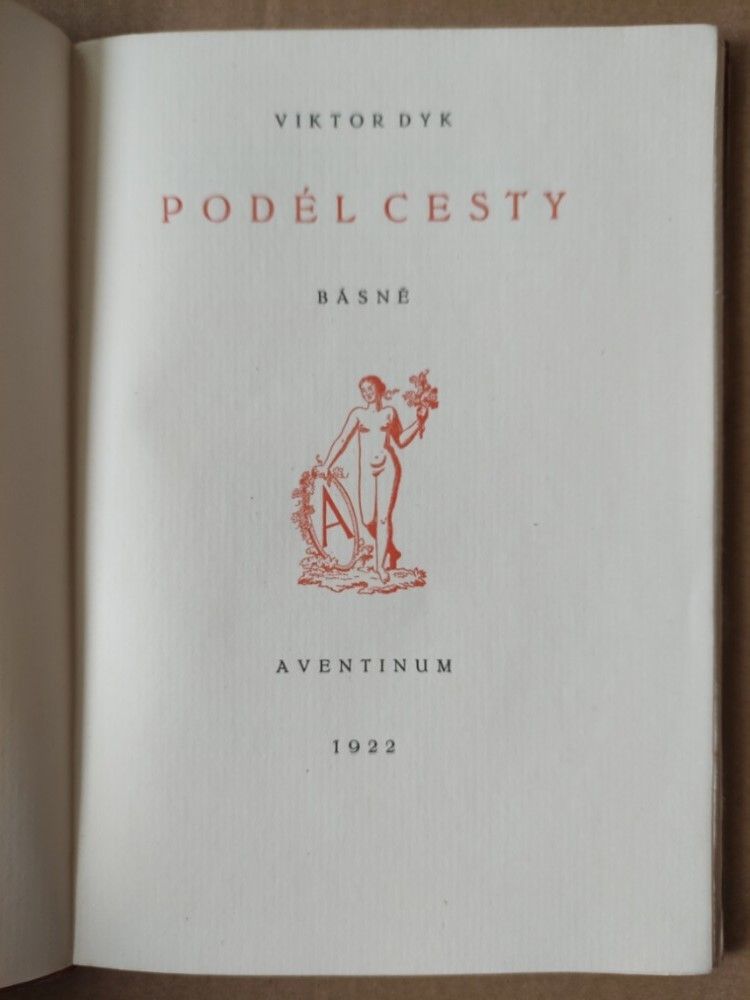 VIKTOR DYK
PODÉL CESTY
BÁSNĚ
A
AVENTINUM
1922